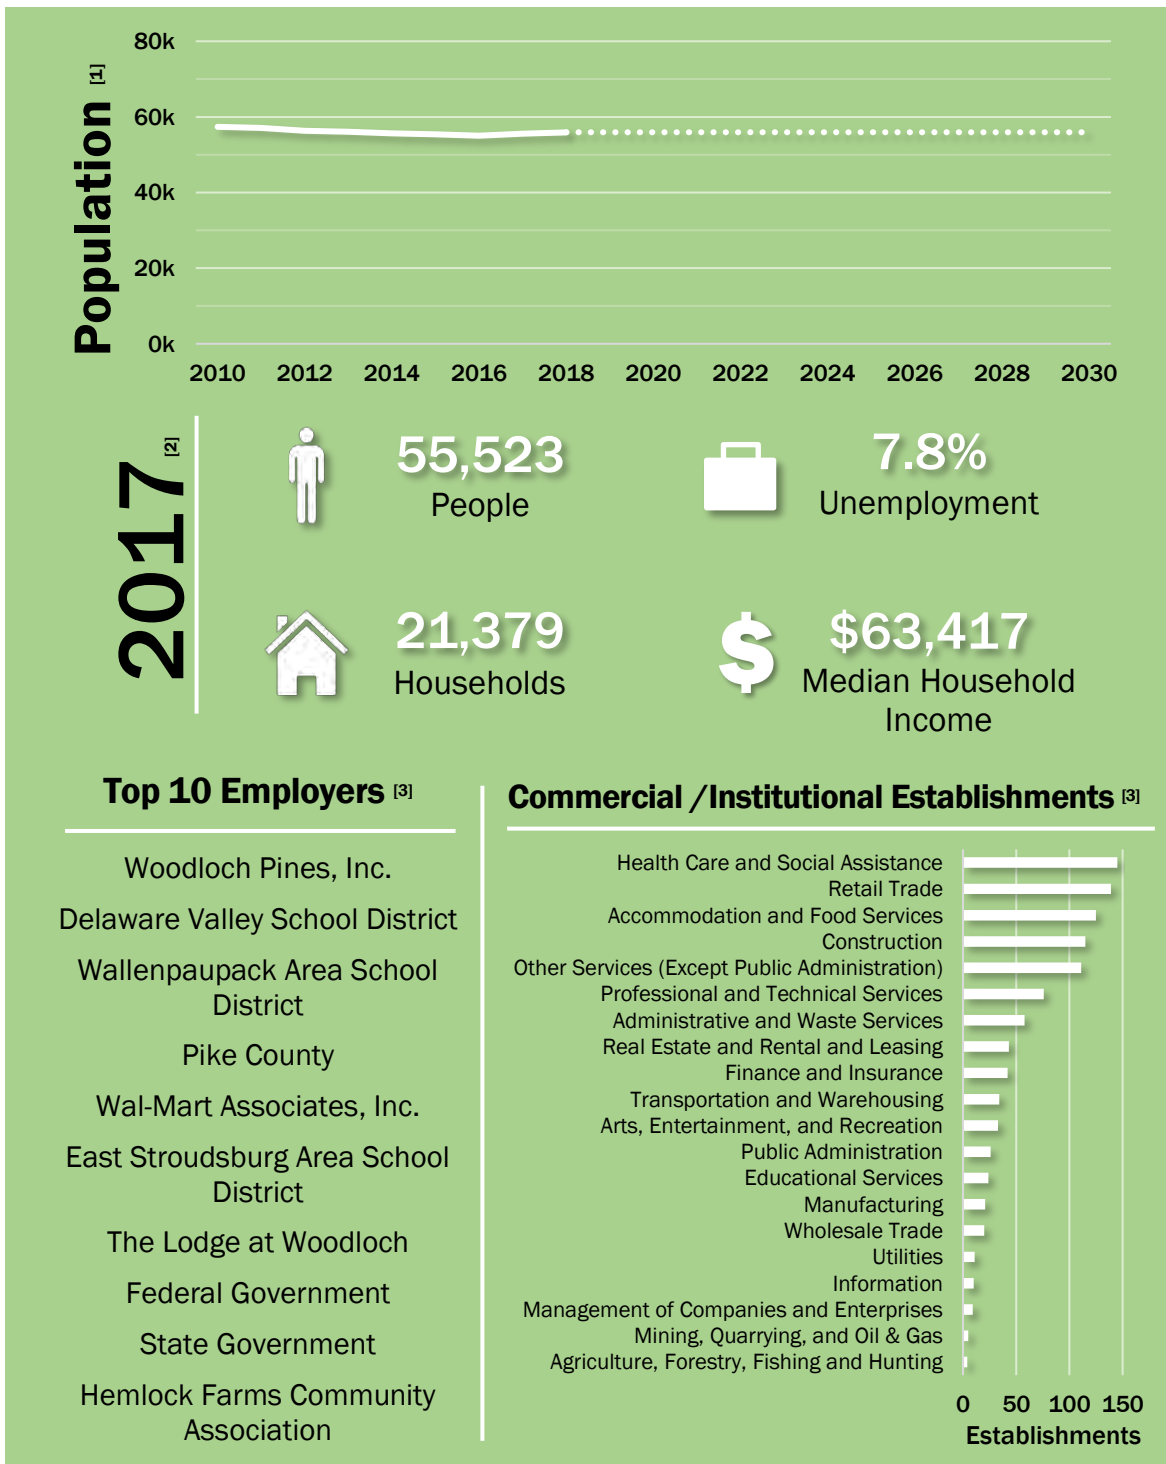 Population [1]
80k
60k
40k
20k
0k
2010 2012 2014 2016 2018 2020 2022 2024 2026 2028 2030
2017 [2]
55,523
People
7.8%
Unemployment
21,379
Households
$
$63,417
Median Household
Income
Top 10 Employers [3]
Woodloch Pines, Inc.
Delaware Valley School District
Wallenpaupack Area School
District
Pike County
Wal-Mart Associates, Inc.
East Stroudsburg Area School
District
The Lodge at Woodloch
Federal Government
State Government
Hemlock Farms Community
Association
Commercial /Institutional Establishments [3]
Health Care and Social Assistance
Retail Trade
Accommodation and Food Services
Construction
Other Services (Except Public Administration)
Professional and Technical Services
Administrative and Waste Services
Real Estate and Rental and Leasing
Finance and Insurance
Transportation and Warehousing
Arts, Entertainment, and Recreation
Public Administration
Educational Services
Manufacturing
Wholesale Trade
Utilities
Information
Management of Companies and Enterprises
Mining, Quarrying, and Oil & Gas
Agriculture, Forestry, Fishing and Hunting
0 50 100 150
Establishments